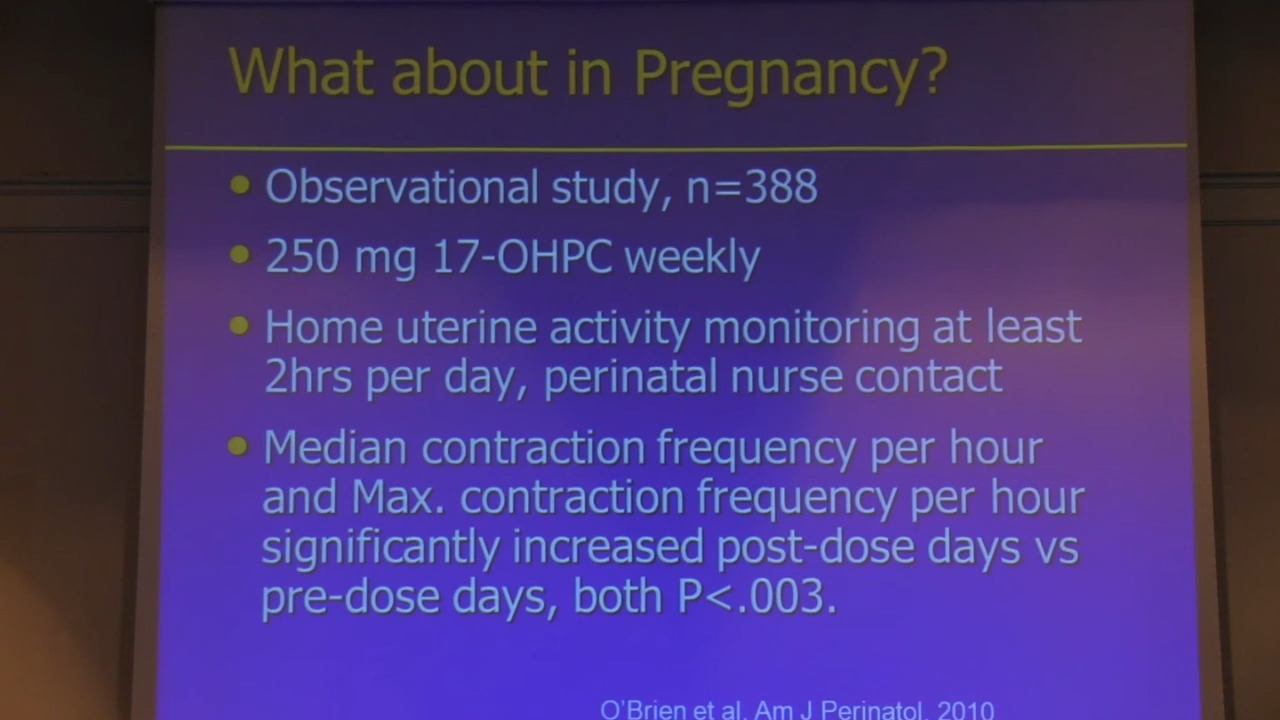 What about in Pregnancy?
Observational study, n=388
250 mg 17-OHPC weekly
Home uterine activity monitoring at least
2hrs per day, perinatal nurse contact
Median contraction frequency per hour
and Max. contraction frequency per hour
significantly increased post-dose days vs
pre-dose days, both P<.003.
O'Brien et al. Am J Perinatol. 2010